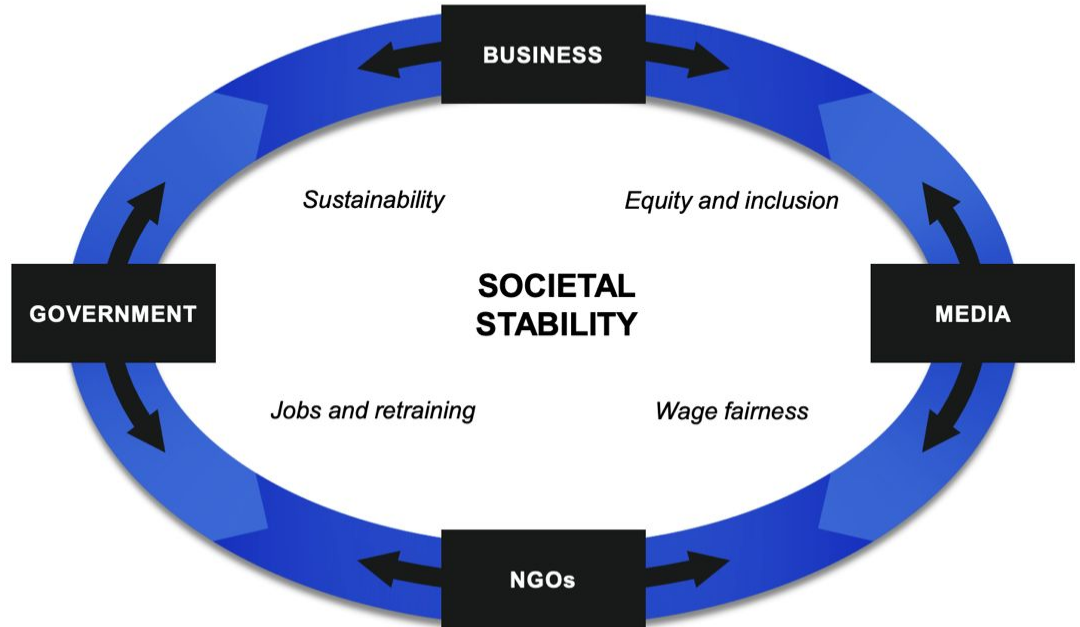 BUSINESS
Sustainability
Equity and inclusion
SOCIETAL
STABILITY
GOVERNMENT
MEDIA
Jobs and retraining
Wage fairness
NGOs